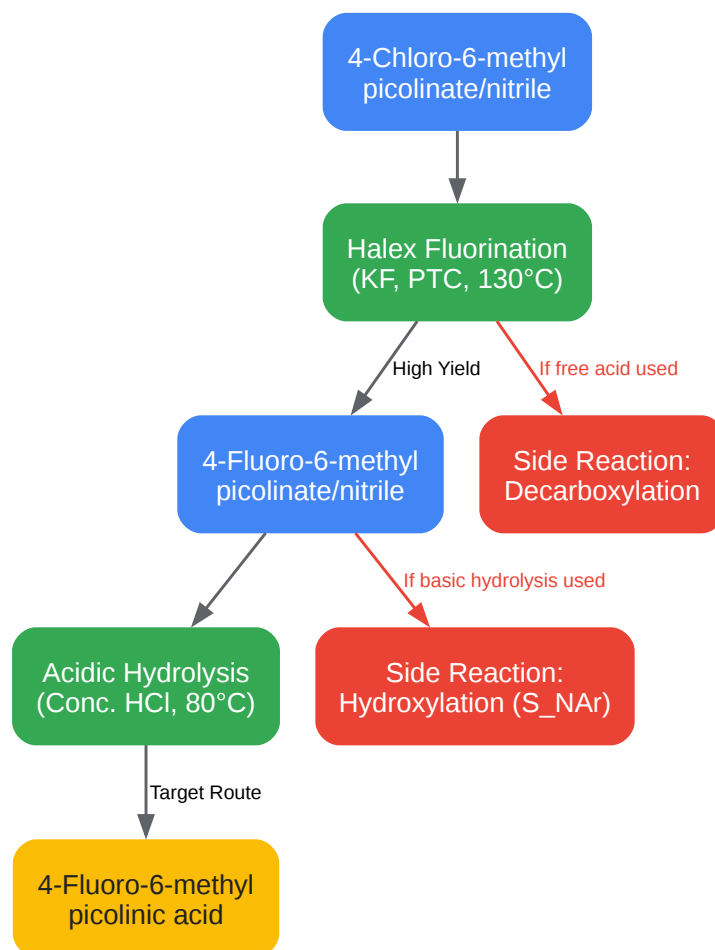 4-Chloro-6-methyl
picolinate/nitrile
Halex Fluorination
(KF, PTC, 130°C)
High Yield
If free acid used
4-Fluoro-6-methyl
picolinate/nitrile
Side Reaction:
Decarboxylation
If basic hydrolysis used
Acidic Hydrolysis
(Conc. HCl, 80°C)
Side Reaction:
Hydroxylation (S_NAr)
Target Route
4-Fluoro-6-methyl
picolinic acid